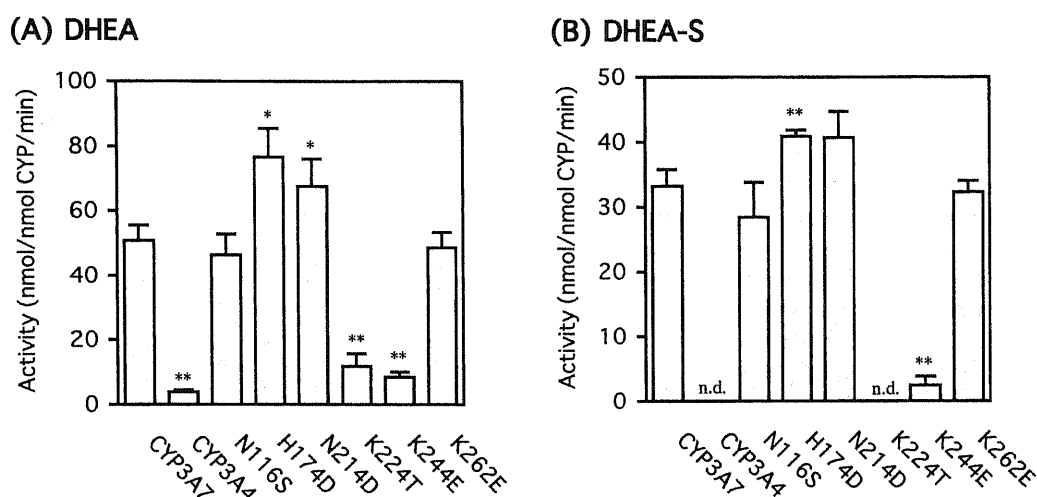 (A) DHEA
Activity (nmol/nmol CYP/min)
100
80
60
40
20
0
**
*
*
**
**
CYP3A7
CYP3A4
N116S
H174D
N214D
K224T
K244E
K262E
(B) DHEA-S
Activity (nmol/nmol CYP/min)
50
40
30
20
10
0
n.d.
**
n.d.
**
CYP3A7
CYP3A4
N116S
H174D
N214D
K224T
K244E
K262E